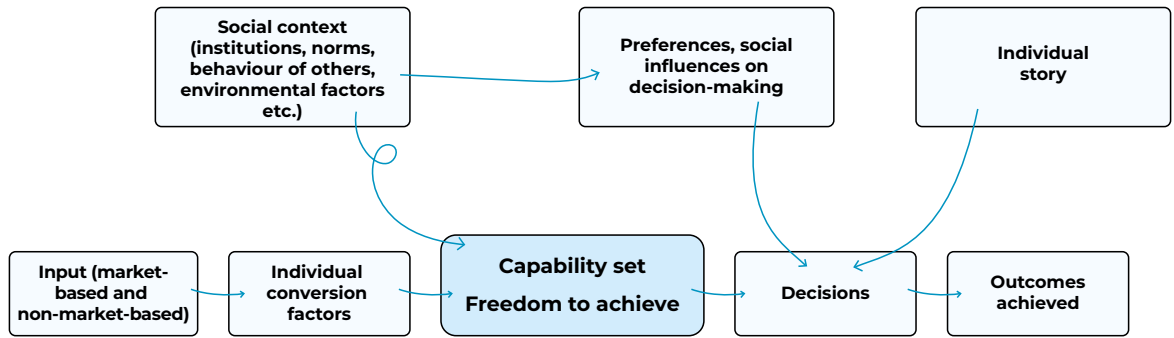 Social context
(institutions, norms,
behaviour of others,
environmental factors
etc.)
Preferences, social
influences on
decision-making
Individual
story
Input (market-
based and
non-market-based)
Individual
conversion
factors
Capability set
Freedom to achieve
Decisions
Outcomes
achieved